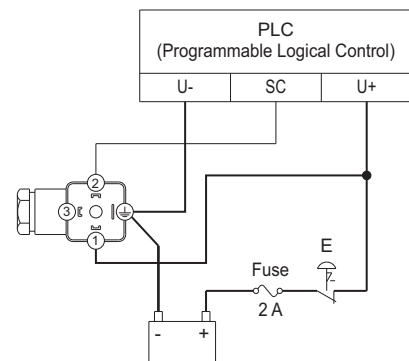 PLC
(Programmable Logical Control)
U- SC U+
2
3
1
E
Fuse
2 A
- +